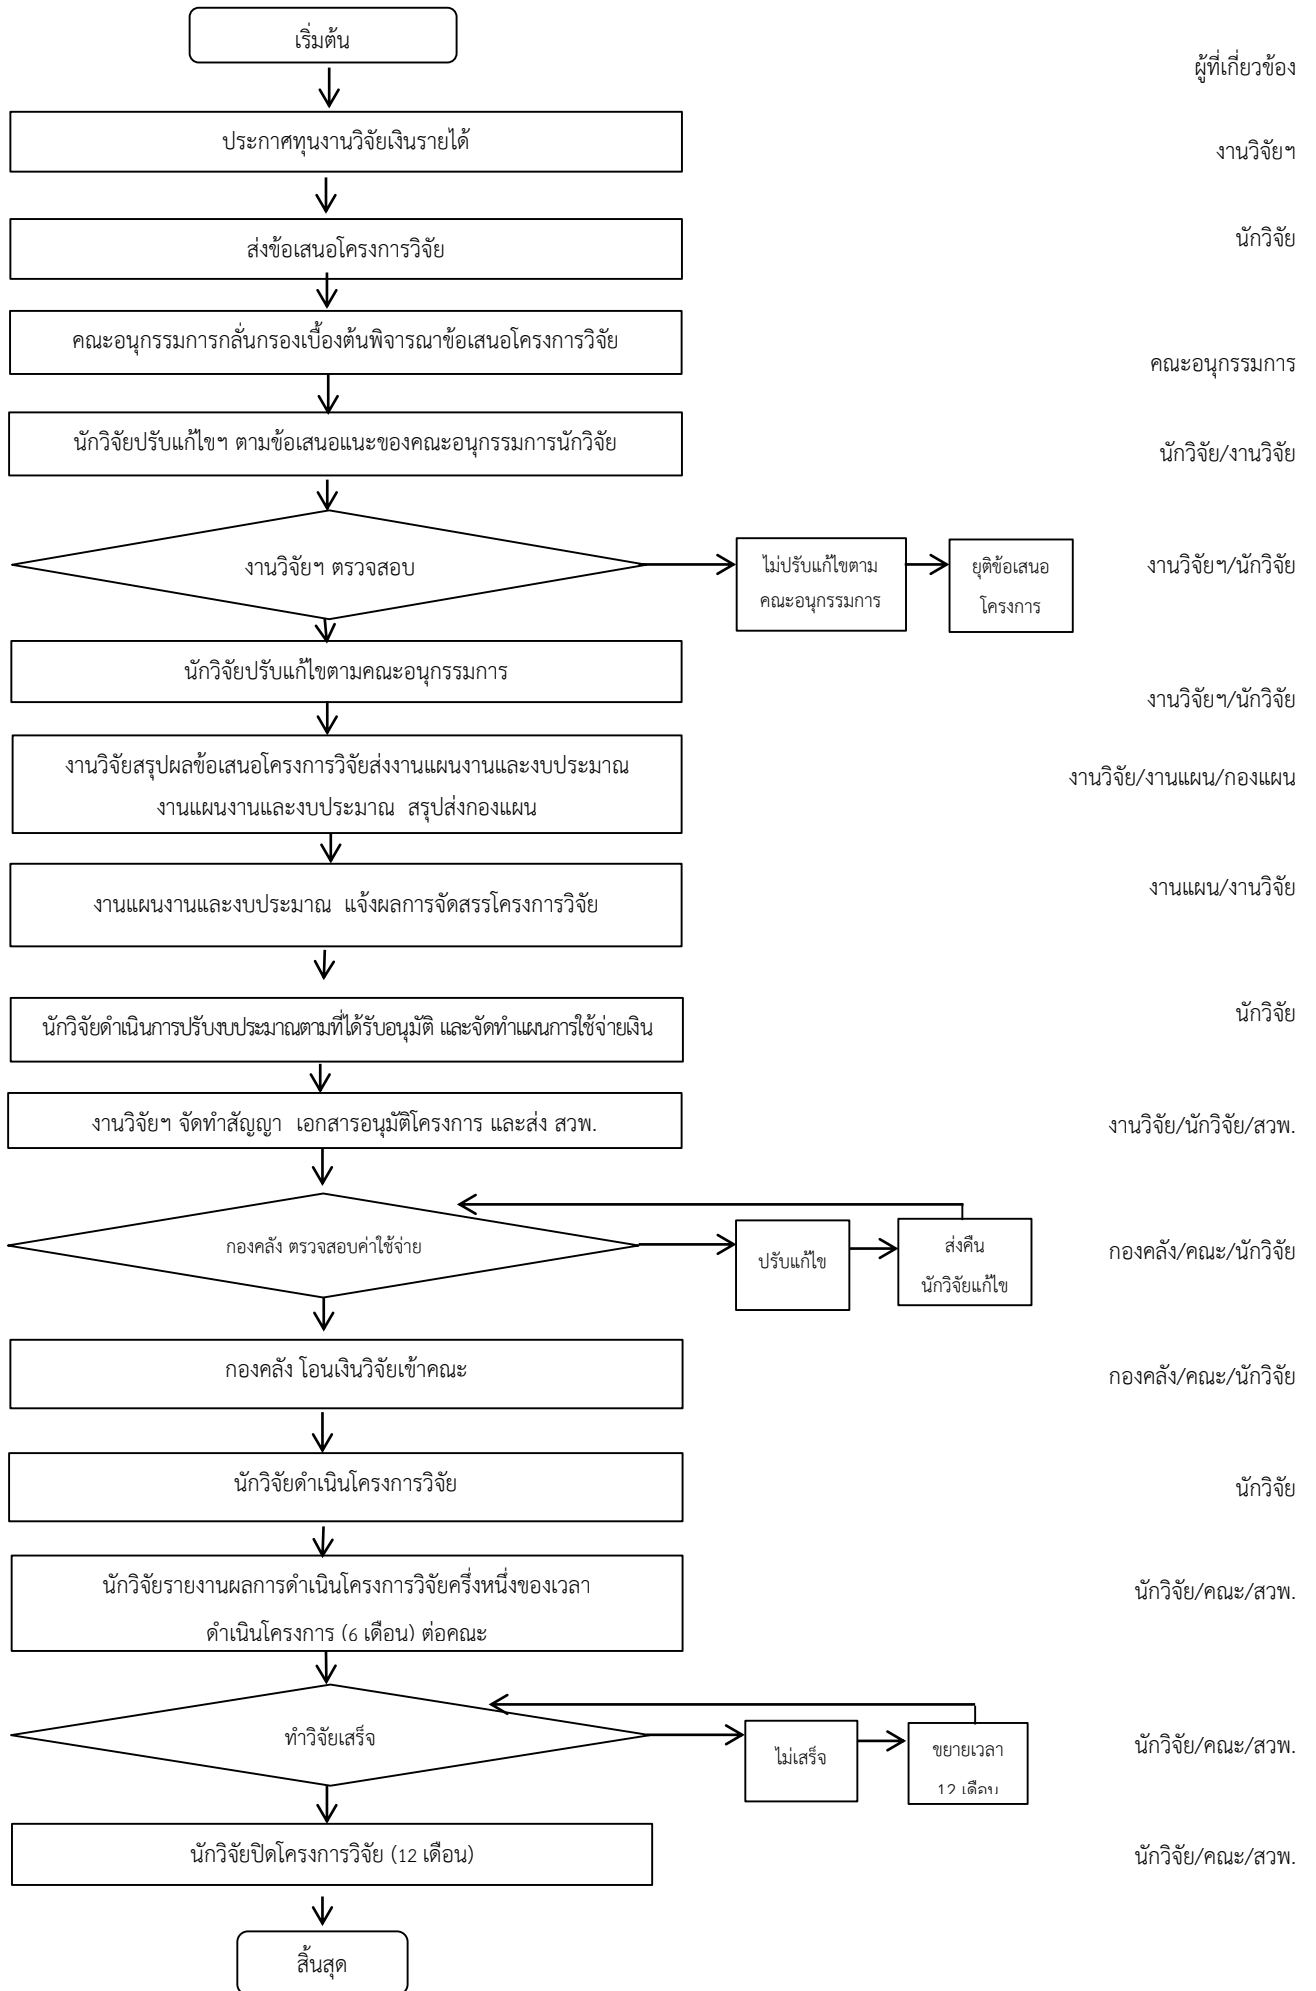 เริ่มต้น
ผู้ที่เกี่ยวข้อง
ประกาศทุนงานวิจัยเงินรายได้
งานวิจัยฯ
ส่งข้อเสนอโครงการวิจัย
นักวิจัย
คณะอนุกรรมการกลั่นกรองเบื้องต้นพิจารณาข้อเสนอโครงการวิจัย
คณะอนุกรรมการ
นักวิจัยปรับแก้ไขฯ ตามข้อเสนอแนะของคณะอนุกรรมการนักวิจัย
นักวิจัย/งานวิจัย
งานวิจัยฯ ตรวจสอบ
ไม่ปรับแก้ไขตาม
คณะอนุกรรมการ
ยุติข้อเสนอ
โครงการ
งานวิจัยฯ/นักวิจัย
นักวิจัยปรับแก้ไขตามคณะอนุกรรมการ
งานวิจัยฯ/นักวิจัย
งานวิจัยสรุปผลข้อเสนอโครงการวิจัยส่งงานแผนงานและงบประมาณ
งานแผนงานและงบประมาณ สรุปส่งกองแผน
งานวิจัย/งานแผน/กองแผน
งานแผนงานและงบประมาณ แจ้งผลการจัดสรรโครงการวิจัย
งานแผน/งานวิจัย
นักวิจัยดำเนินการปรับงบประมาณตามที่ได้รับอนุมัติ และจัดทำแผนการใช้จ่ายเงิน
นักวิจัย
งานวิจัยฯ จัดทำสัญญา เอกสารอนุมัติโครงการ และส่ง สวพ.
งานวิจัย/นักวิจัย/สวพ.
กองคลัง ตรวจสอบค่าใช้จ่าย
ปรับแก้ไข
ส่งคืน
นักวิจัยแก้ไข
กองคลัง/คณะ/นักวิจัย
กองคลัง โอนเงินวิจัยเข้าคณะ
กองคลัง/คณะ/นักวิจัย
นักวิจัยดำเนินโครงการวิจัย
นักวิจัย
นักวิจัยรายงานผลการดำเนินโครงการวิจัยครึ่งหนึ่งของเวลา
ดำเนินโครงการ (6 เดือน) ต่อคณะ
นักวิจัย/คณะ/สวพ.
ทำวิจัยเสร็จ
ไม่เสร็จ
ขยายเวลา
12 เดือน
นักวิจัย/คณะ/สวพ.
นักวิจัยปิดโครงการวิจัย (12 เดือน)
นักวิจัย/คณะ/สวพ.
สิ้นสุด